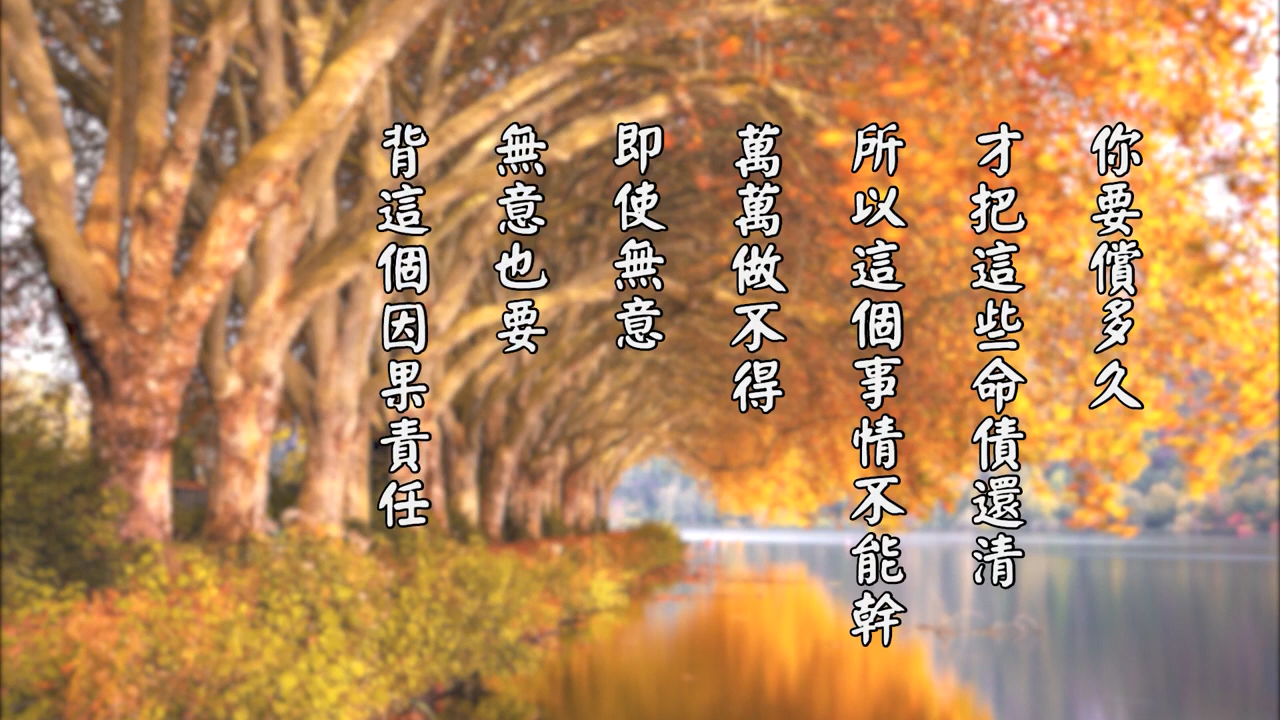 你要償多久
才把這些命債還清
所以這個事情不能幹
萬萬做不得
即使無意
無意也要
背這個因果責任